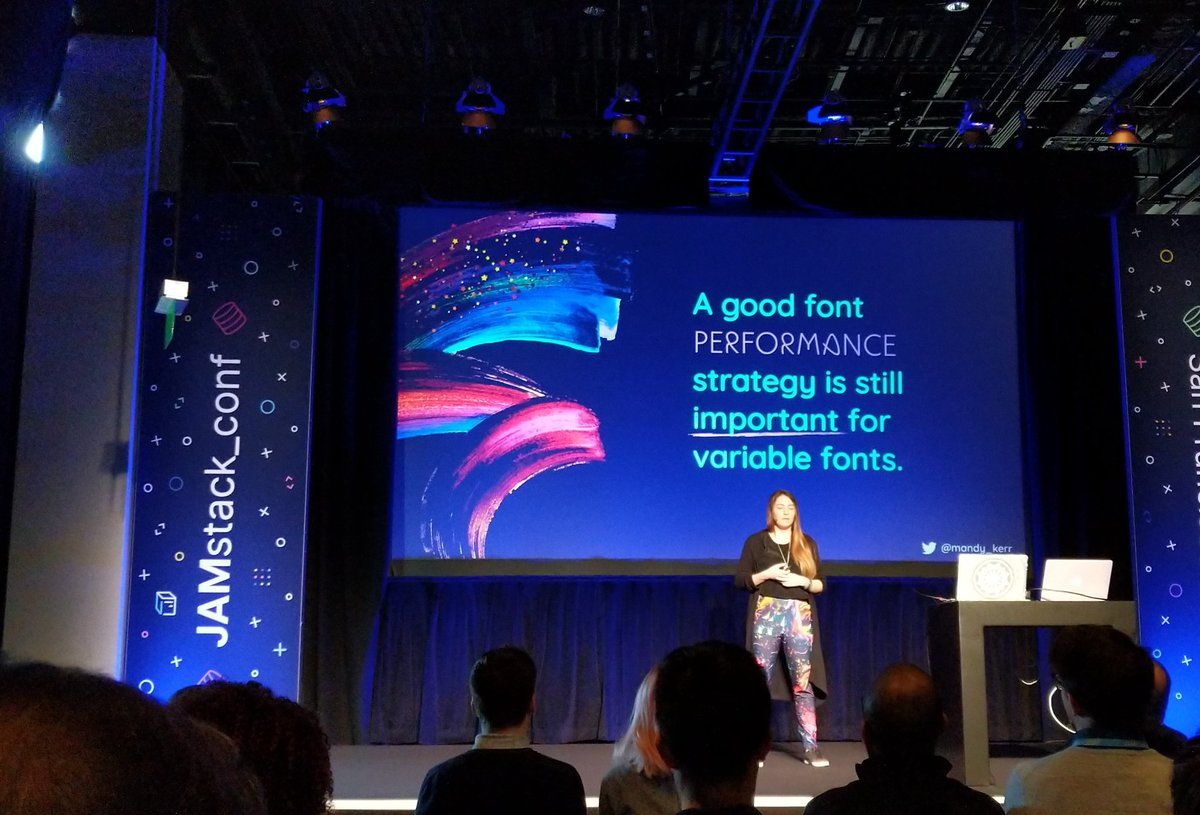 JAMstack_conf
A good font
PERFORMANCE
strategy is still
important for
variable fonts.
@mandy_kerr